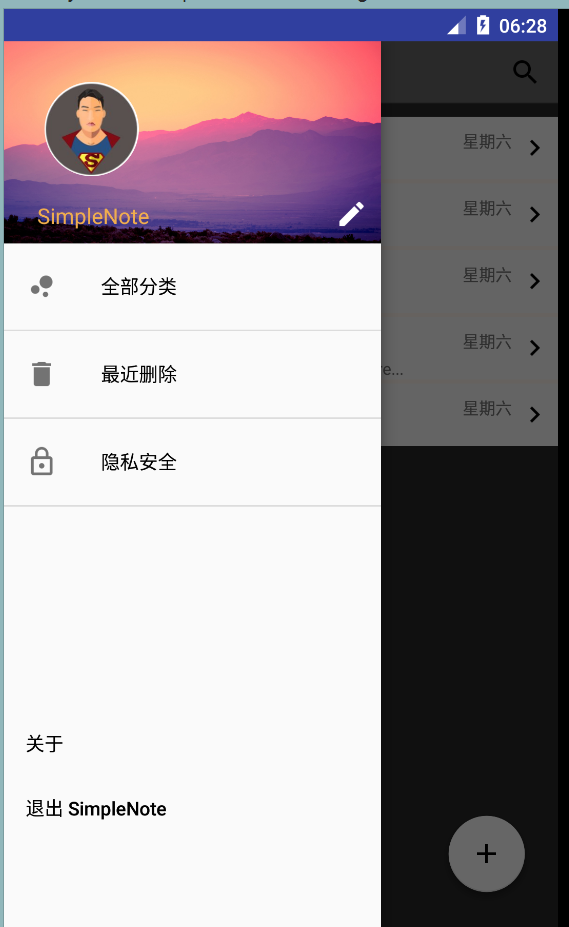 06:28
SimpleNote
全部分类
最近删除
隐私安全
关于
退出 SimpleNote
星期六
星期六
星期六
星期六
e...
星期六